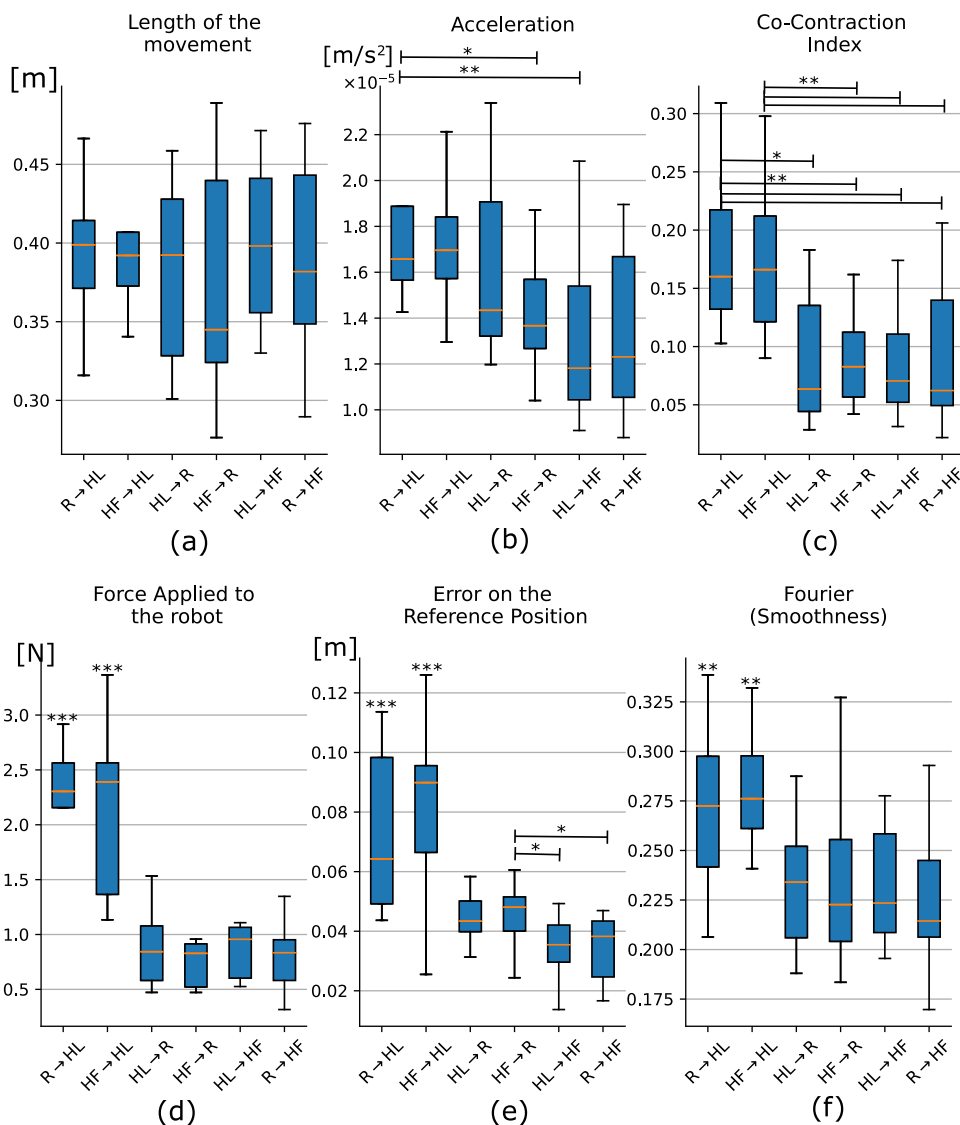 Length of the
movement
[m]
0.45
0.40
0.35
0.30
R→HL
HF→HL
HL→R
HF→R
HL→HF
R→HF
(a)
Acceleration
[m/s²]
×10⁻⁵
*
**
2.2
2.0
1.8
1.6
1.4
1.2
1.0
R→HL
HF→HL
HL→R
HF→R
HL→HF
R→HF
(b)
Co-Contraction
Index
**
0.30
0.25
*
**
0.20
0.15
0.10
0.05
R→HL
HF→HL
HL→R
HF→R
HL→HF
R→HF
(c)
Force Applied to
the robot
[N]
***
***
3.0
2.5
2.0
1.5
1.0
0.5
R→HL
HF→HL
HL→R
HF→R
HL→HF
R→HF
(d)
Error on the
Reference Position
[m]
***
***
0.12
0.10
0.08
*
*
0.06
0.04
0.02
R→HL
HF→HL
HL→R
HF→R
HL→HF
R→HF
(e)
Fourier
(Smoothness)
**
**
0.325
0.300
0.275
0.250
0.225
0.200
0.175
R→HL
HF→HL
HL→R
HF→R
HL→HF
R→HF
(f)